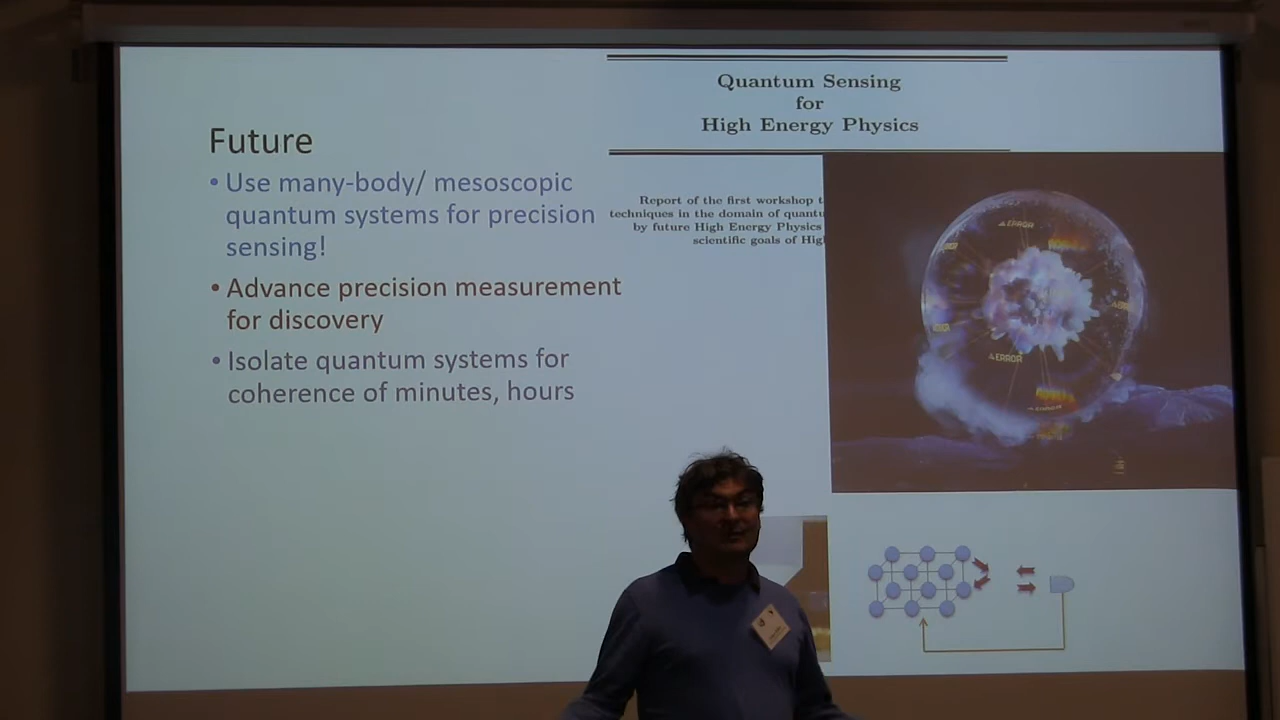 Quantum Sensing
for
High Energy Physics
Future
• Use many-body/ mesoscopic
quantum systems for precision
sensing!
• Advance precision measurement
for discovery
• Isolate quantum systems for
coherence of minutes, hours
Report of the first workshop t
techniques in the domain of quantu
by future High Energy Physics
scientific goals of Hig
ERROR
ERROR